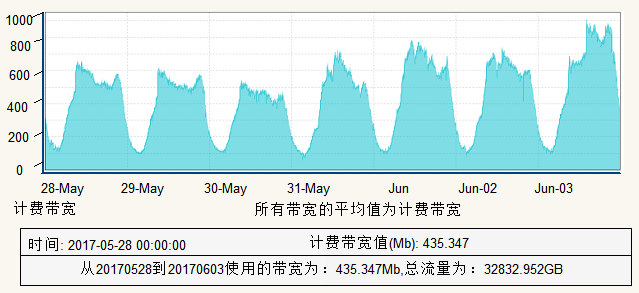 1000
800
600
400
200
0
28-May 29-May 30-May 31-May Jun Jun-02 Jun-03
计费带宽 所有带宽的平均值为计费带宽
时间: 2017-05-28 00:00:00 计费带宽值(Mb): 435.347
从20170528到20170603使用的带宽为：435.347Mb,总流量为：32832.952GB